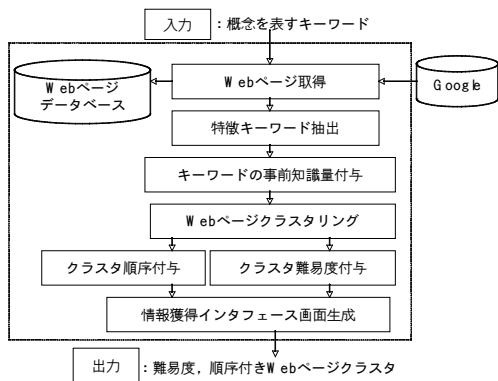 入力 ：概念を表すキーワード
Webページ
データベース
Webページ取得
Google
特徴キーワード抽出
キーワードの事前知識量付与
Webページクラスタリング
クラスタ順序付与
クラスタ難易度付与
情報獲得インタフェース画面生成
出力 ：難易度，順序付きWebページクラスタ